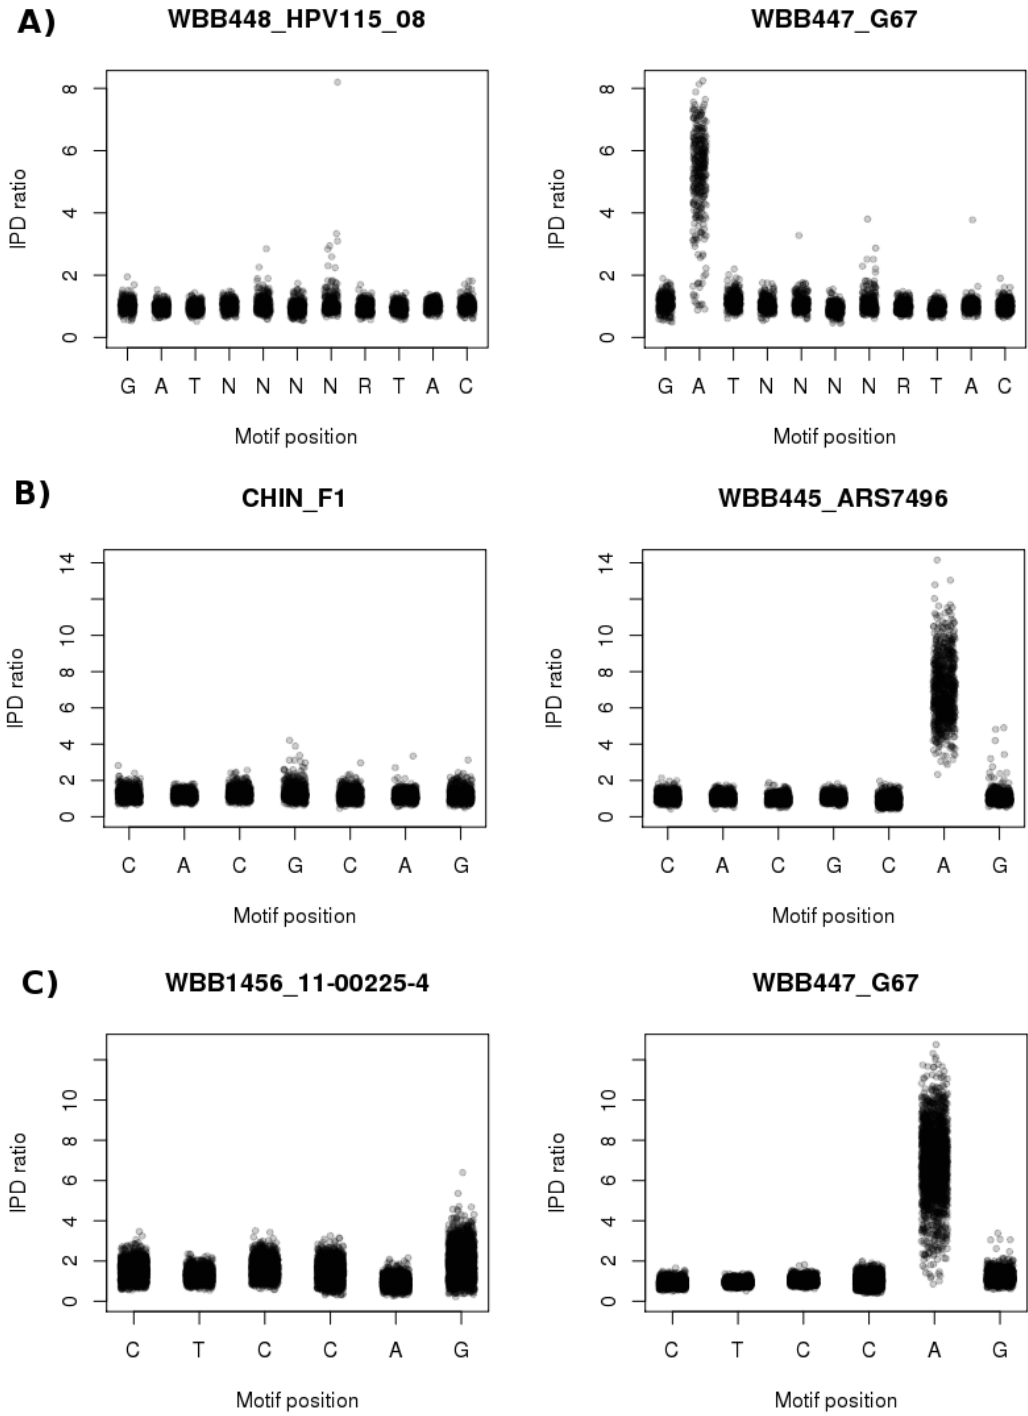 A)
WBB448_HPV115_08
WBB447_G67
IPD ratio
8
6
4
2
0
G A T N N N N R T A C
Motif position
IPD ratio
8
6
4
2
0
G A T N N N N R T A C
Motif position
B)
CHIN_F1
WBB445_ARS7496
IPD ratio
14
10
8
6
4
2
0
C A C G C A G
Motif position
IPD ratio
14
10
8
6
4
2
0
C A C G C A G
Motif position
C)
WBB1456_11-00225-4
WBB447_G67
IPD ratio
10
8
6
4
2
0
C T C C A G
Motif position
IPD ratio
10
8
6
4
2
0
C T C C A G
Motif position